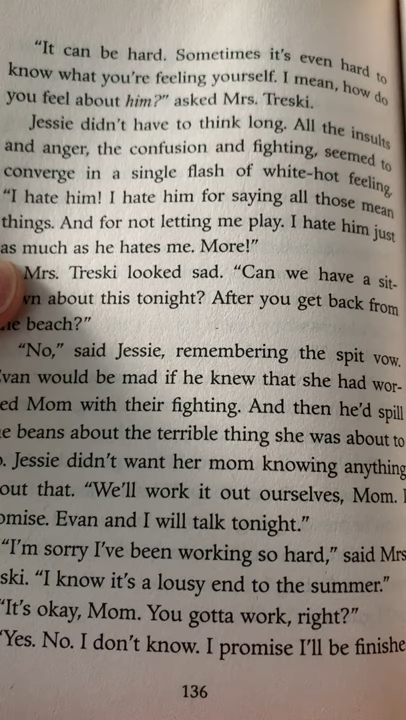 “It can be hard. Sometimes it’s even hard to
know what you’re feeling yourself. I mean, how do
you feel about him?” asked Mrs. Treski.
Jessie didn’t have to think long. All the insults
and anger, the confusion and fighting, seemed to
converge in a single flash of white-hot feeling.
“I hate him! I hate him for saying all those mean
things. And for not letting me play. I hate him just
as much as he hates me. More!”
Mrs. Treski looked sad. “Can we have a sit-
wn about this tonight? After you get back from
he beach?”
“No,” said Jessie, remembering the spit vow.
Evan would be mad if he knew that she had wor-
ed Mom with their fighting. And then he’d spill
e beans about the terrible thing she was about to
. Jessie didn’t want her mom knowing anything
out that. “We’ll work it out ourselves, Mom. I
omise. Evan and I will talk tonight.”
“I’m sorry I’ve been working so hard,” said Mrs
ski. “I know it’s a lousy end to the summer.”
“It’s okay, Mom. You gotta work, right?”
“Yes. No. I don’t know. I promise I’ll be finishe
136